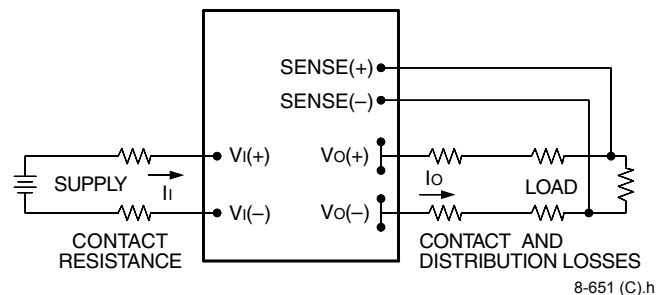 SENSE(+)
SENSE(–)
VI(+)
VO(+)
SUPPLY
II
IO
LOAD
VI(–)
VO(–)
CONTACT
RESISTANCE
CONTACT AND
DISTRIBUTION LOSSES
8-651 (C).h